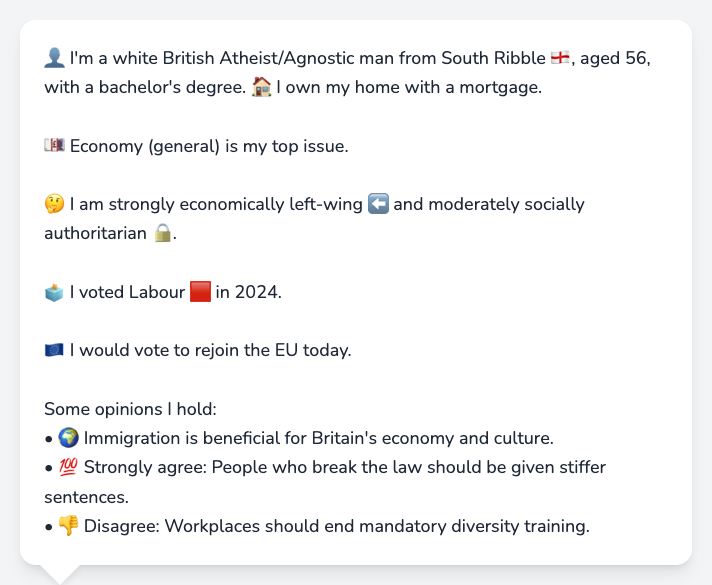 👤 I'm a white British Atheist/Agnostic man from South Ribble 🏴󠁧󠁢󠁥󠁮󠁧󠁿, aged 56,
with a bachelor's degree. 🏠 I own my home with a mortgage.
💷 Economy (general) is my top issue.
🤔 I am strongly economically left-wing ⬅️ and moderately socially
authoritarian 🔒.
🗳️ I voted Labour 🟥 in 2024.
🇪🇺 I would vote to rejoin the EU today.
Some opinions I hold:
• 🌍 Immigration is beneficial for Britain's economy and culture.
• 💯 Strongly agree: People who break the law should be given stiffer
sentences.
• 👎 Disagree: Workplaces should end mandatory diversity training.